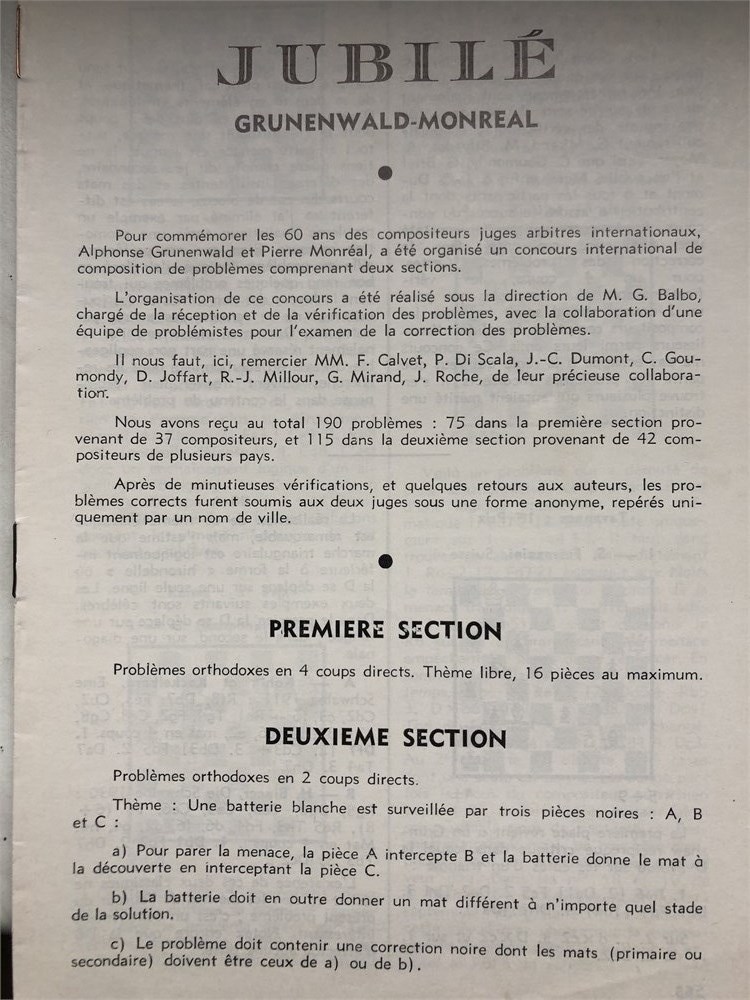 JUBILÉ
GRUNENWALD-MONREAL
Pour commémorer les 60 ans des compositeurs juges arbitres internationaux,
Alphonse Grunenwald et Pierre Monréal, a été organisé un concours international de
composition de problèmes comprenant deux sections.
L'organisation de ce concours a été réalisé sous la direction de M. G. Balbo,
chargé de la réception et de la vérification des problèmes, avec la collaboration d'une
équipe de problémistes pour l'examen de la correction des problèmes.
Il nous faut, ici, remercier MM. F. Calvet, P. Di Scala, J.-C. Dumont, C. Gou-
mondy, D. Joffart, R.-J. Millour, G. Mirand, J. Roche, de leur précieuse collabora-
tion.
Nous avons reçu au total 190 problèmes : 75 dans la première section pro-
venant de 37 compositeurs, et 115 dans la deuxième section provenant de 42 com-
positeurs de plusieurs pays.
Après de minutieuses vérifications, et quelques retours aux auteurs, les pro-
blèmes corrects furent soumis aux deux juges sous une forme anonyme, repérés uni-
quement par un nom de ville.
PREMIERE SECTION
Problèmes orthodoxes en 4 coups directs. Thème libre, 16 pièces au maximum.
DEUXIEME SECTION
Problèmes orthodoxes en 2 coups directs.
Thème : Une batterie blanche est surveillée par trois pièces noires : A, B
et C :
a) Pour parer la menace, la pièce A intercepte B et la batterie donne le mat à
la découverte en interceptant la pièce C.
b) La batterie doit en outre donner un mat différent à n'importe quel stade
de la solution.
c) Le problème doit contenir une correction noire dont les mats (primaire ou
secondaire) doivent être ceux de a) ou de b).